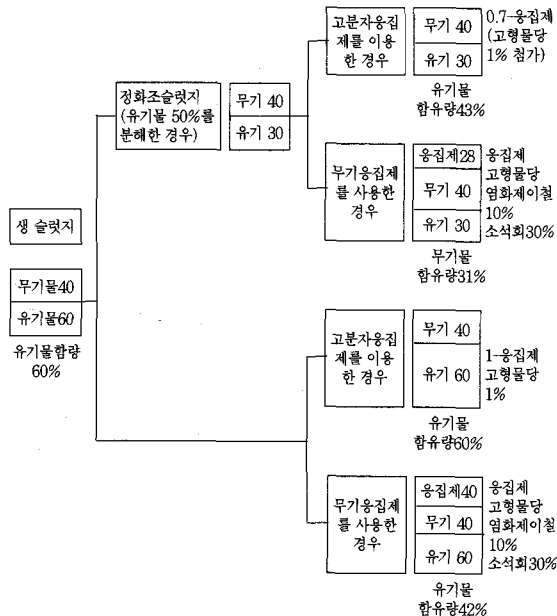 생 슬럿지
무기물40
유기물60
유기물함량
60%
정화조슬럿지
(유기물 50%를
분해한 경우)
무기 40
유기 30
고분자응집
제를 이용
한 경우
무기 40
유기 30
0.7-응집제
(고형물당
1% 첨가)
유기물
함유량43%
무기응집제
를 사용한
경우
응집제28
무기 40
유기 30
응집제
고형물당
염화제이철
10%
소석회30%
무기물
함유량31%
고분자응집
제를 이용
한 경우
무기 40
유기 60
1-응집제
고형물당
1%
유기물
함유량60%
무기응집제
를 사용한
경우
응집제40
무기 40
유기 60
응집제
고형물당
염화제이철
10%
소석회30%
유기물
함유량42%